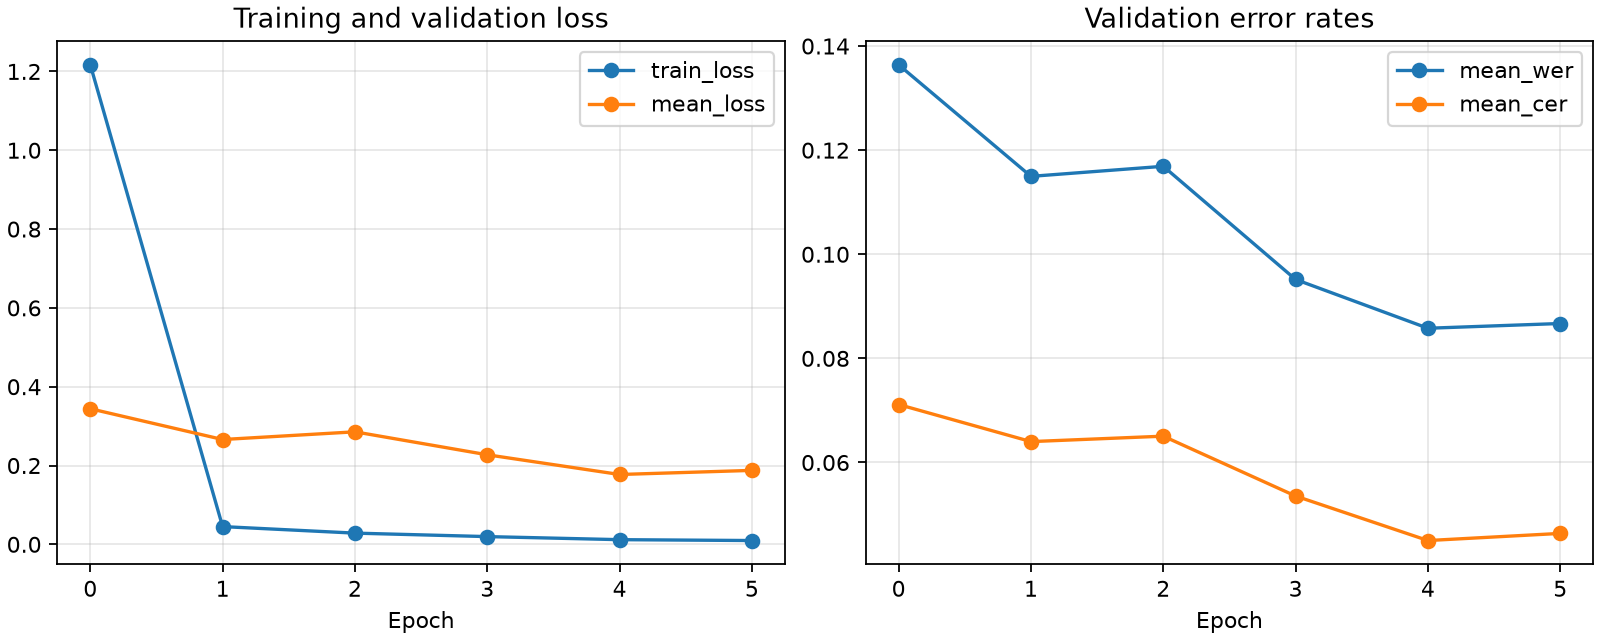 Training and validation loss
train_loss
mean_loss
1.2
1.0
0.8
0.6
0.4
0.2
0.0
0 1 2 3 4 5
Epoch
Validation error rates
mean_wer
mean_cer
0.14
0.12
0.10
0.08
0.06
0 1 2 3 4 5
Epoch